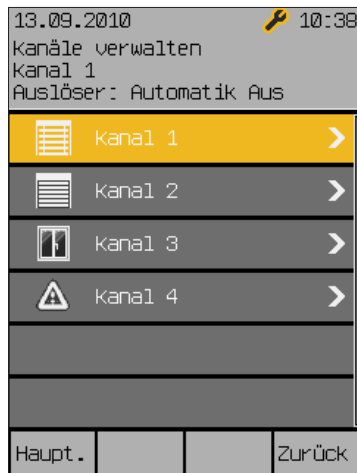 13.09.2010 10:38
Kanäle verwalten
Kanal 1
Auslöser: Automatik Aus
Kanal 1
Kanal 2
Kanal 3
Kanal 4
Haupt. Zurück